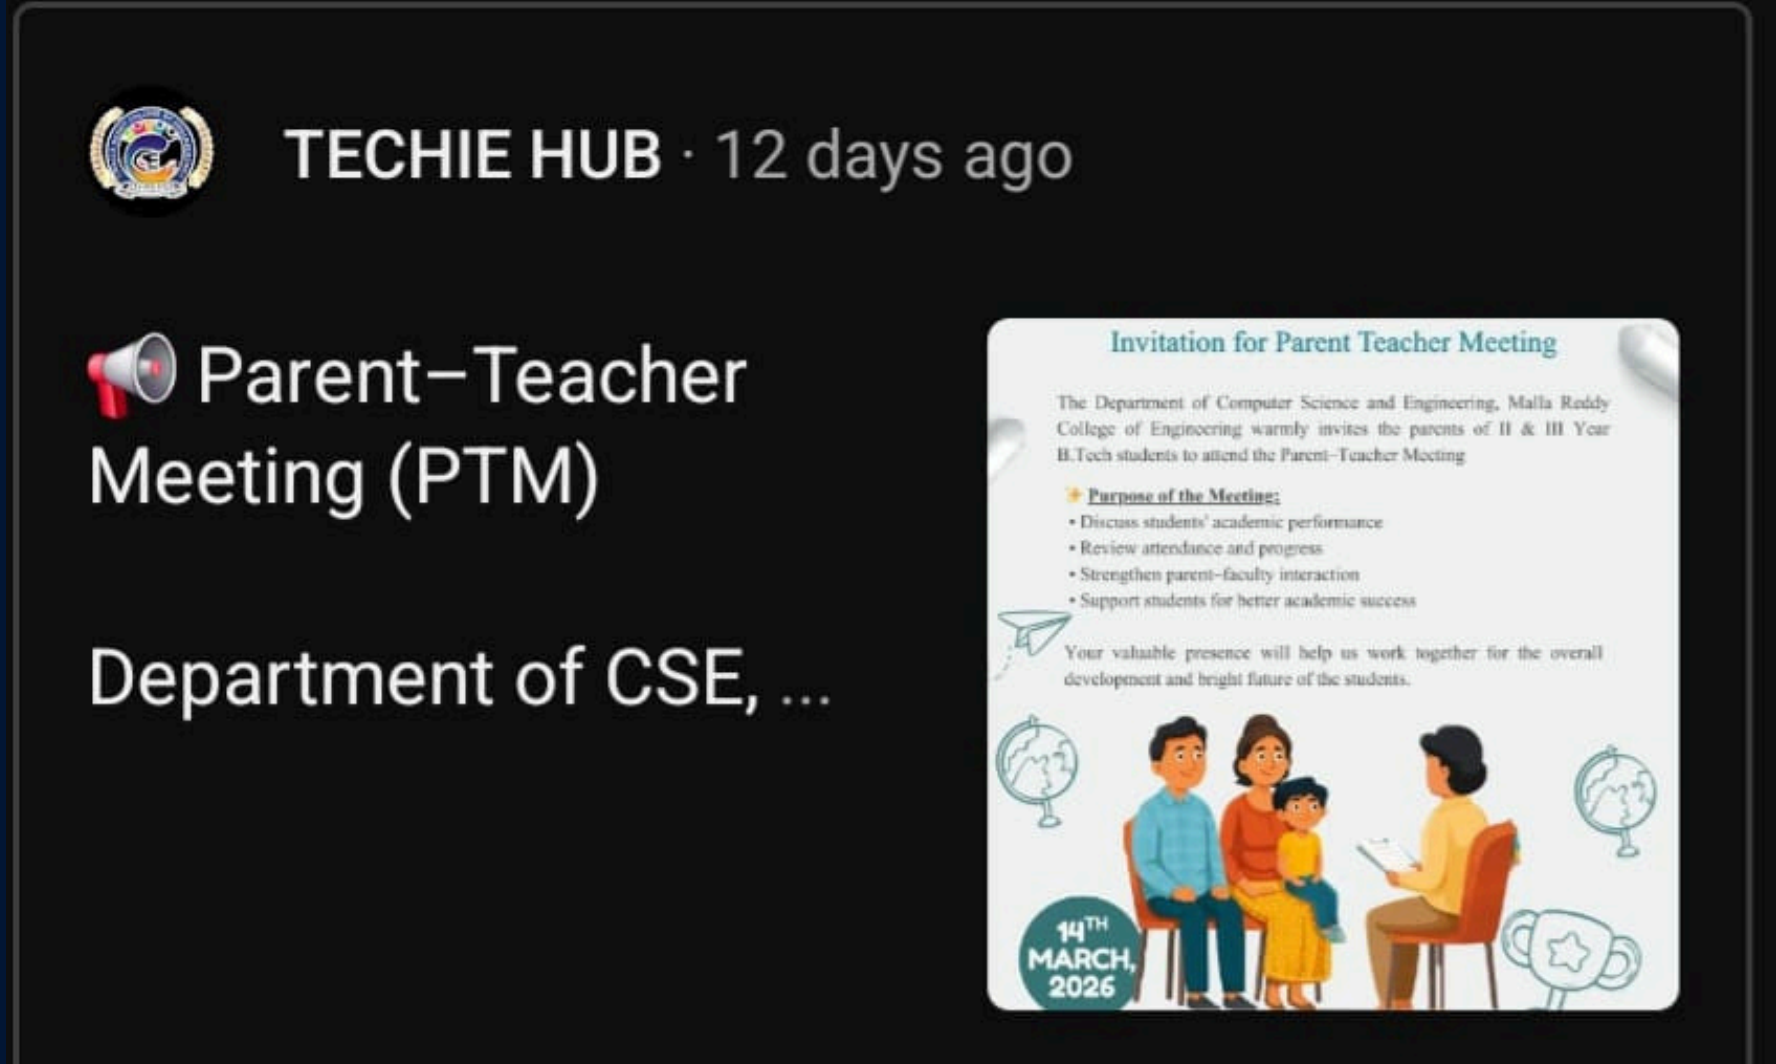 TECHIE HUB · 12 days ago
Parent–Teacher
Meeting (PTM)
Department of CSE, ...
Invitation for Parent Teacher Meeting
The Department of Computer Science and Engineering, Malla Reddy
College of Engineering warmly invites the parents of II & III Year
B.Tech students to attend the Parent–Teacher Meeting
Purpose of the Meeting:
• Discuss students' academic performance
• Review attendance and progress
• Strengthen parent–faculty interaction
• Support students for better academic success
Your valuable presence will help us work together for the overall
development and bright future of the students.
14TH
MARCH,
2026